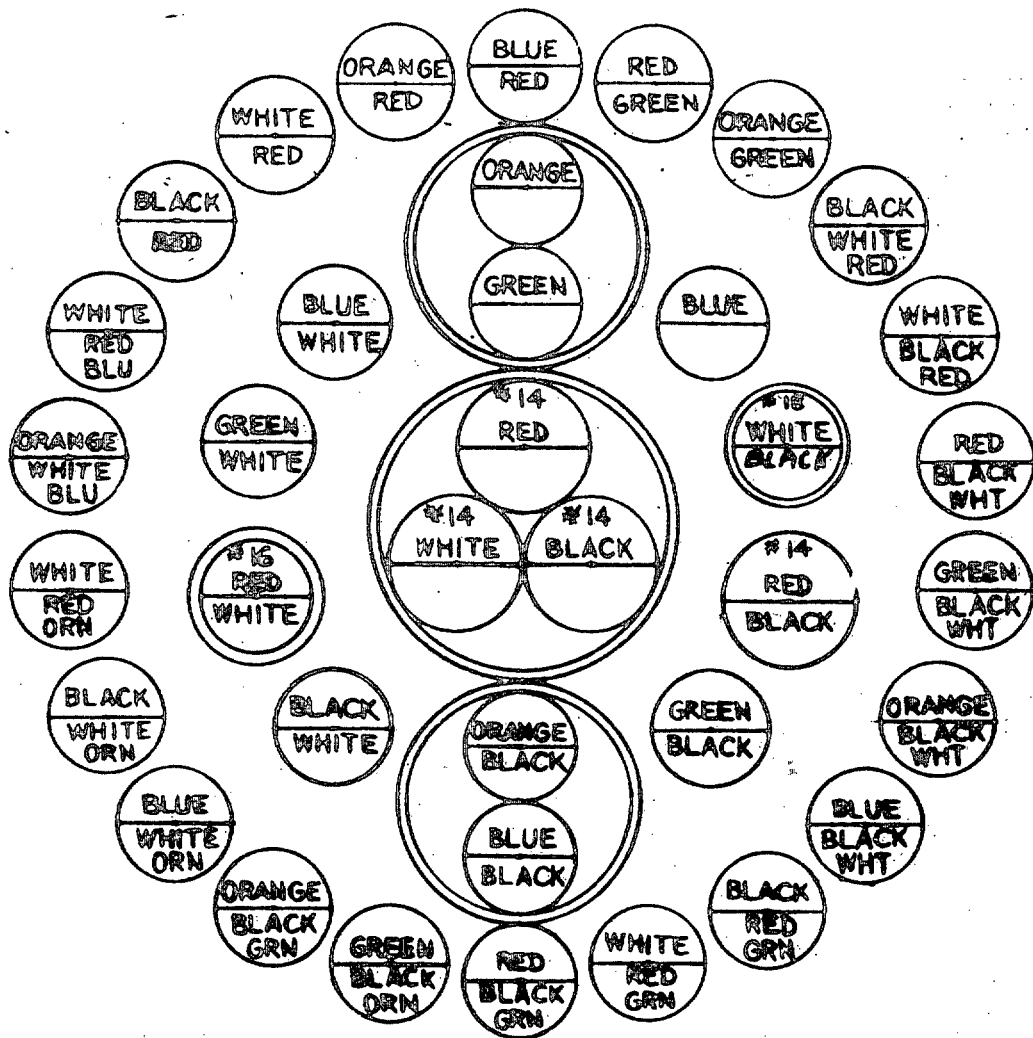 BLUE
RED
RED
GREEN
ORANGE
GREEN
BLACK
WHITE
RED
WHITE
BLACK
RED
RED
BLACK
WHT
GREEN
BLACK
WHT
ORANGE
BLACK
WHT
BLUE
BLACK
WHT
BLACK
RED
GRN
WHITE
RED
GRN
RED
BLACK
GRN
GREEN
BLACK
ORN
ORANGE
BLACK
GRN
BLUE
WHITE
ORN
BLACK
WHITE
ORN
WHITE
RED
ORN
ORANGE
WHITE
BLU
WHITE
RED
BLU
BLACK
RED
WHITE
RED
ORANGE
RED
ORANGE
GREEN
BLUE
WHITE
BLUE
GREEN
WHITE
WHITE
BLACK
#16
RED
WHITE
#14
RED
BLACK
BLACK
WHITE
GREEN
BLACK
#14
RED
#14
WHITE
#14
BLACK
ORANGE
BLACK
BLUE
BLACK